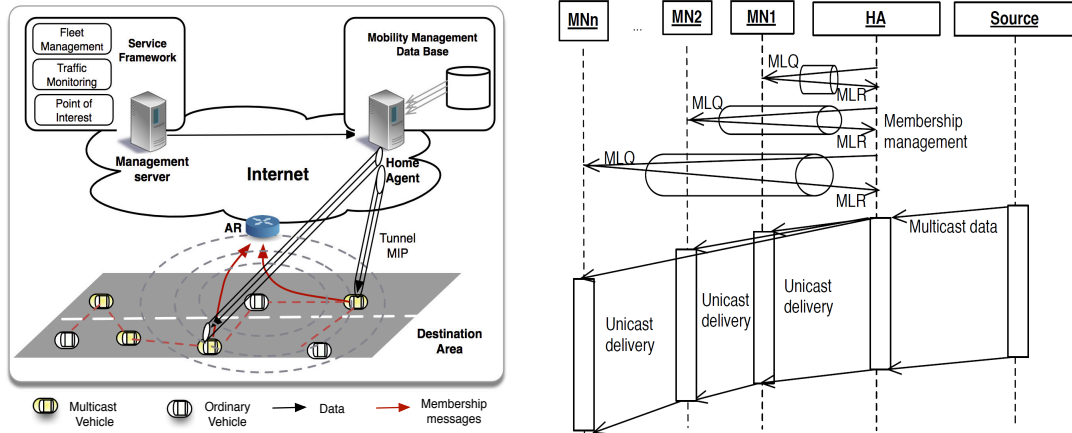 Fleet
Management
Traffic
Monitoring
Point of
Interest
Service
Framework
Management
server
Mobility Management
Data Base
Internet
Home
Agent
AR
Tunnel
MIP
Destination
Area
Multicast
Vehicle
Ordinary
Vehicle
Data
Membership
messages
MNn
...
MN2
MN1
HA
Source
MLQ
MLR
MLQ
MLR
Membership
management
MLQ
MLR
Multicast data
Unicast
delivery
Unicast
delivery
Unicast
delivery